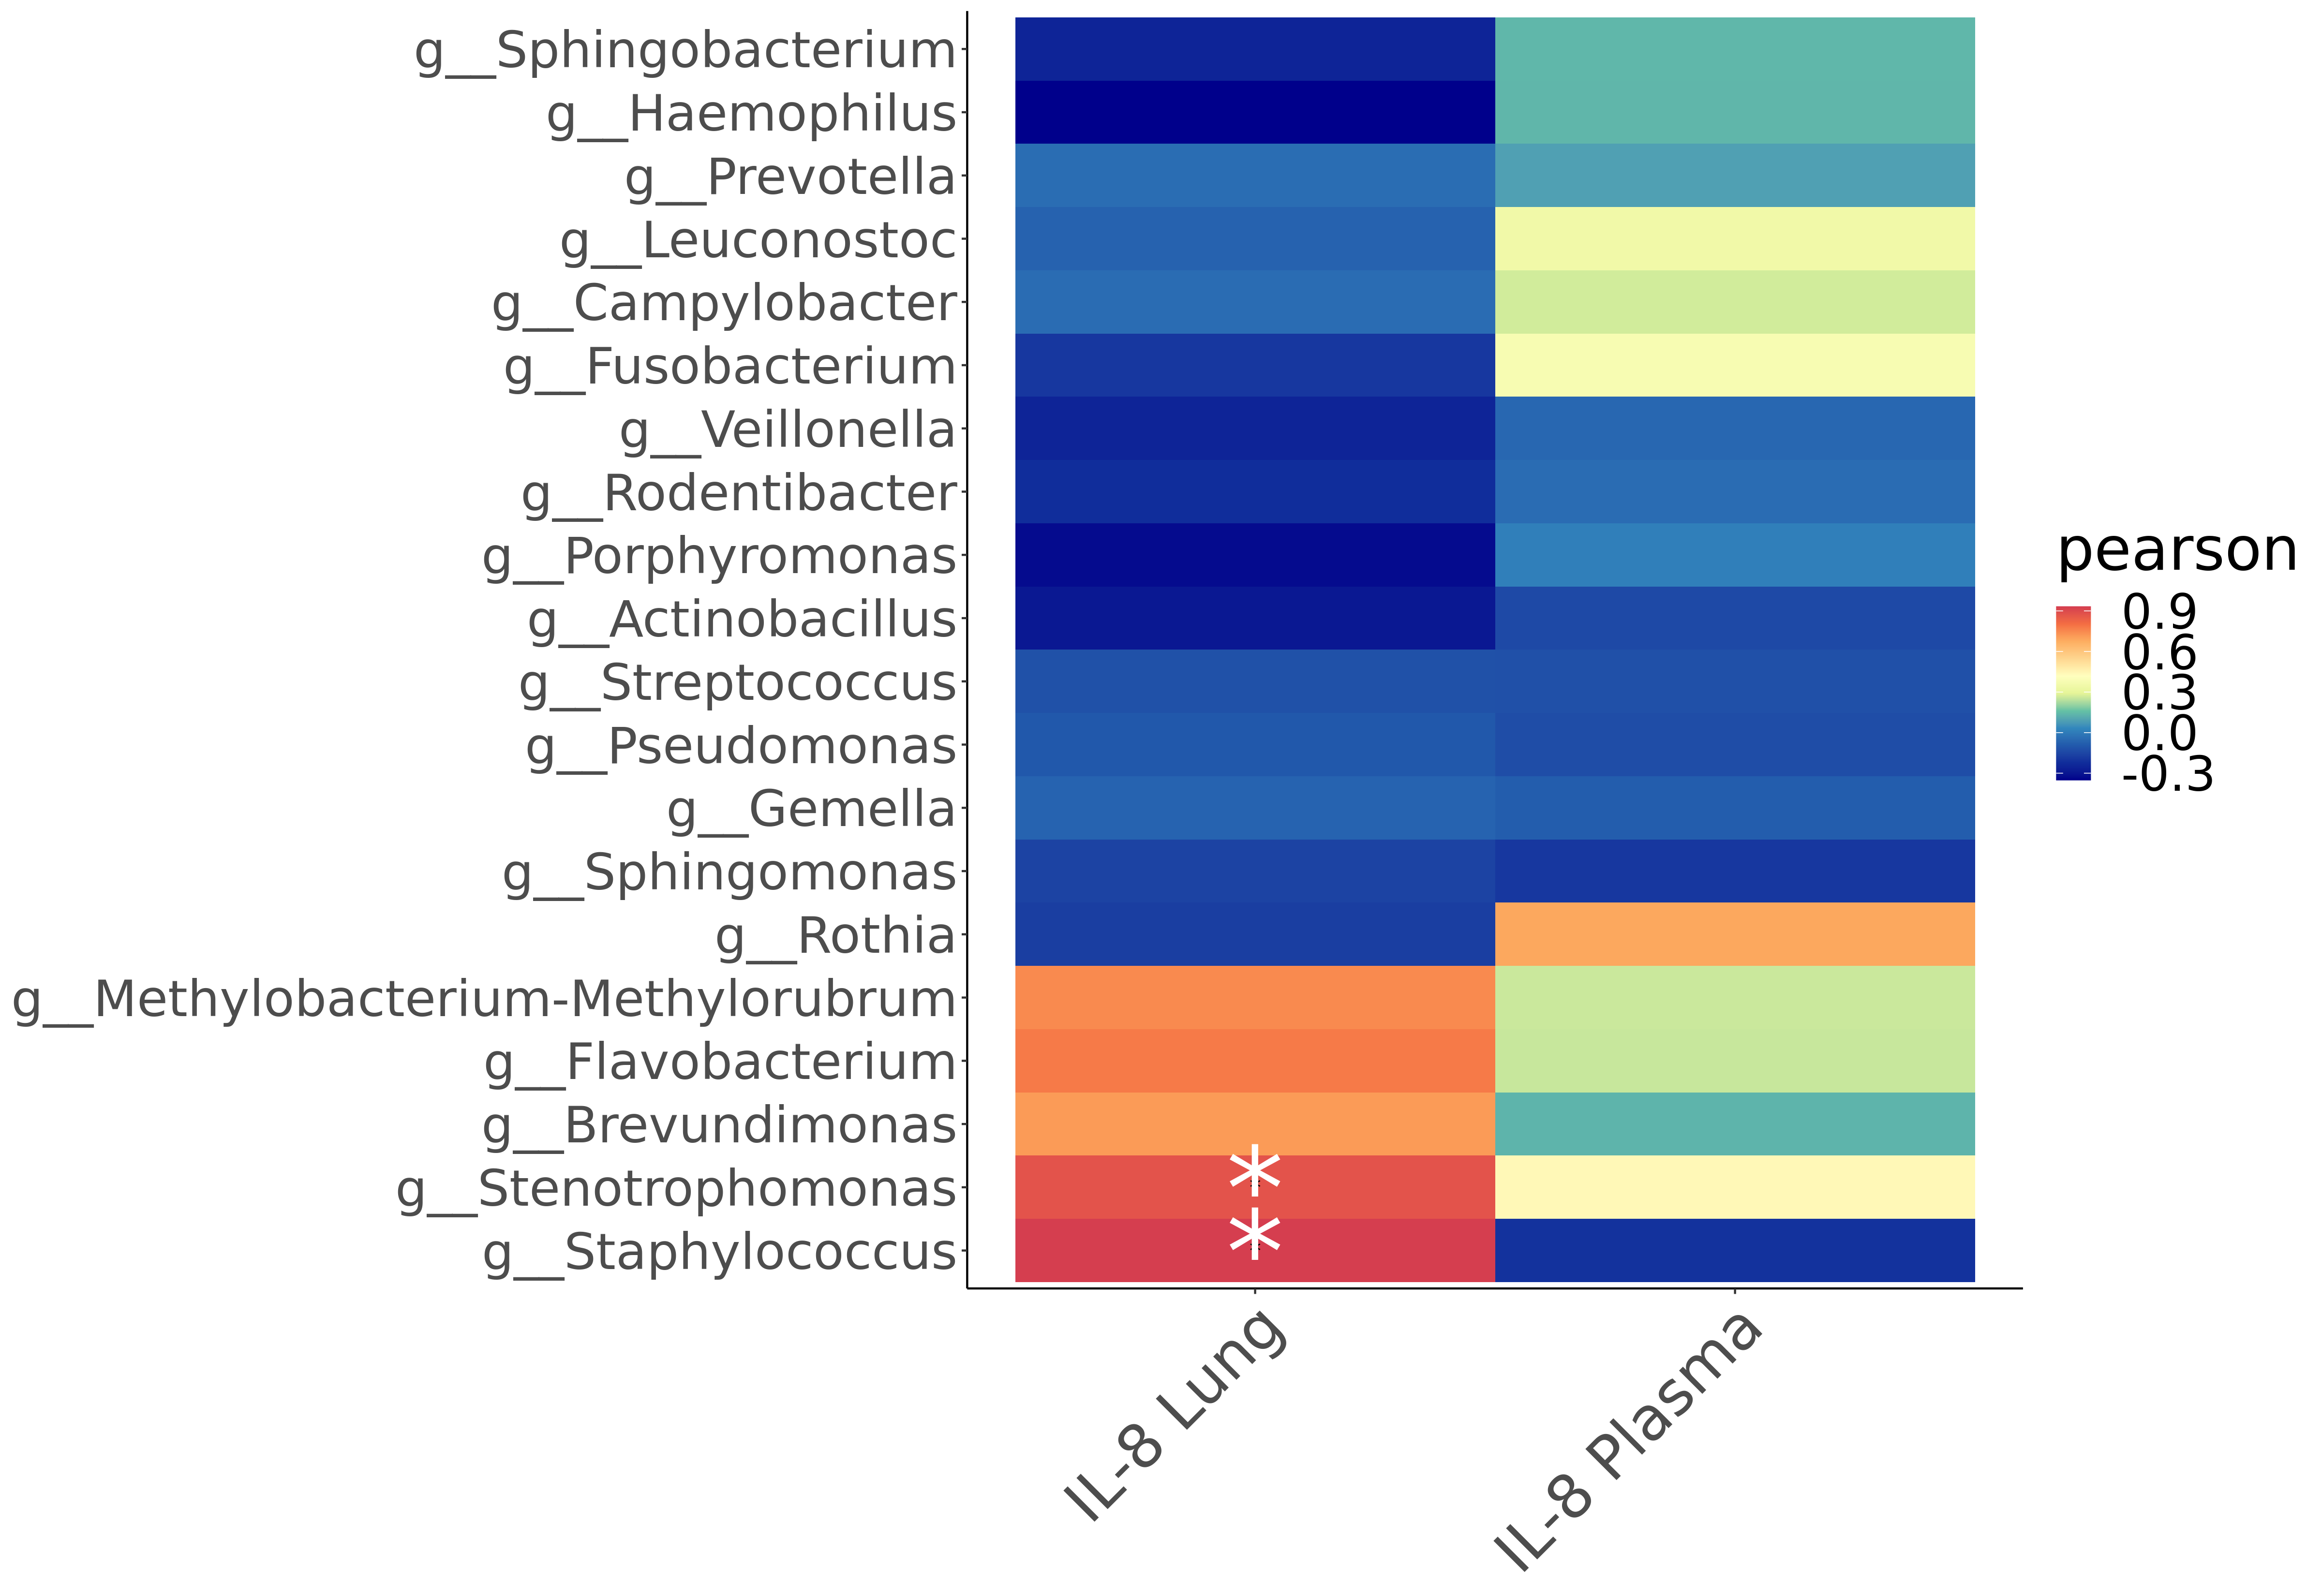 g__Sphingobacterium
g__Haemophilus
g__Prevotella
g__Leuconostoc
g__Campylobacter
g__Fusobacterium
g__Veillonella
g__Rodentibacter
g__Porphyromonas
g__Actinobacillus
g__Streptococcus
g__Pseudomonas
g__Gemella
g__Sphingomonas
g__Rothia
g__Methylobacterium-Methylorubrum
g__Flavobacterium
g__Brevundimonas
g__Stenotrophomonas
*
g__Staphylococcus
*
IL-8 Lung
IL-8 Plasma
pearson
0.9
0.6
0.3
0.0
-0.3